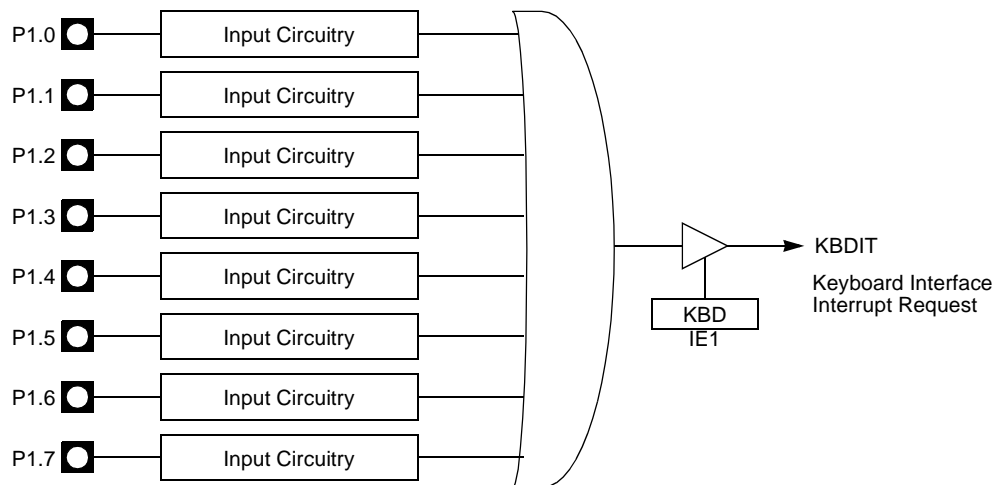 P1.0 Input Circuitry
P1.1 Input Circuitry
P1.2 Input Circuitry
P1.3 Input Circuitry
P1.4 Input Circuitry
P1.5 Input Circuitry
P1.6 Input Circuitry
P1.7 Input Circuitry
KBDIT
Keyboard Interface
Interrupt Request
KBD
IE1